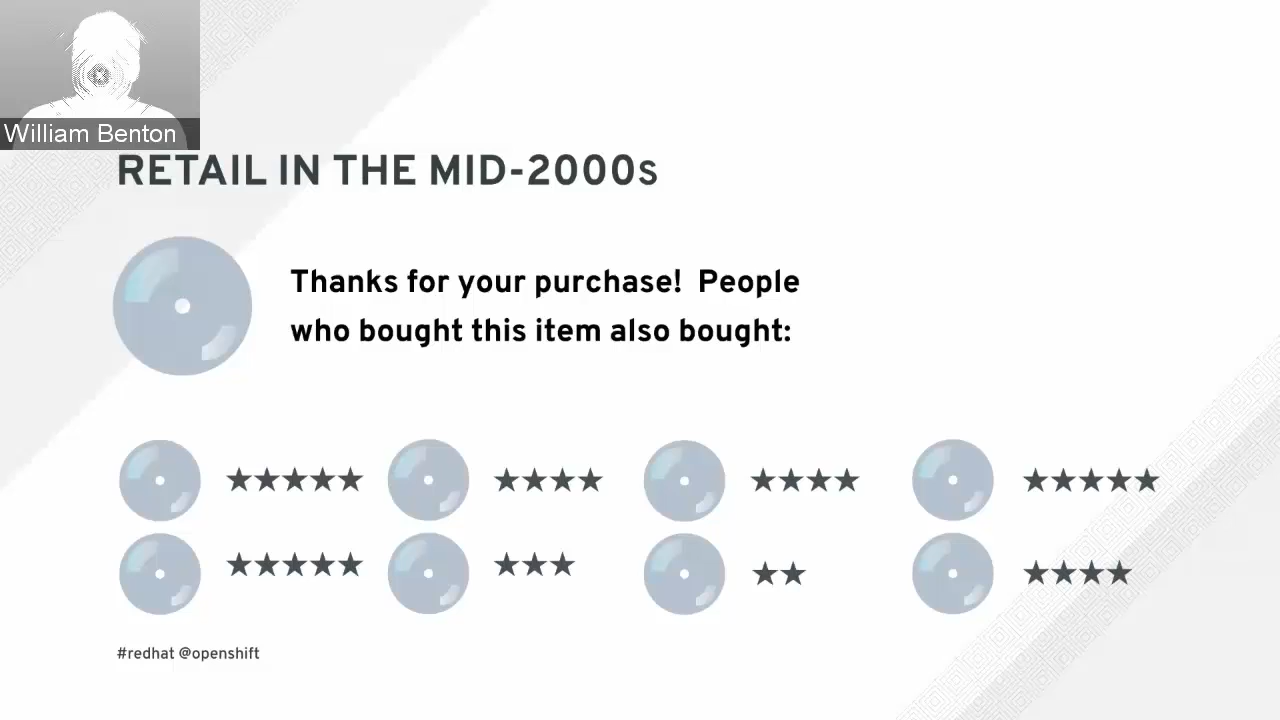 William Benton
RETAIL IN THE MID-2000s
Thanks for your purchase! People
who bought this item also bought:
★★★★★ ★★★★ ★★★★ ★★★★★
★★★★★ ★★★ ★★ ★★★★
#redhat @openshift